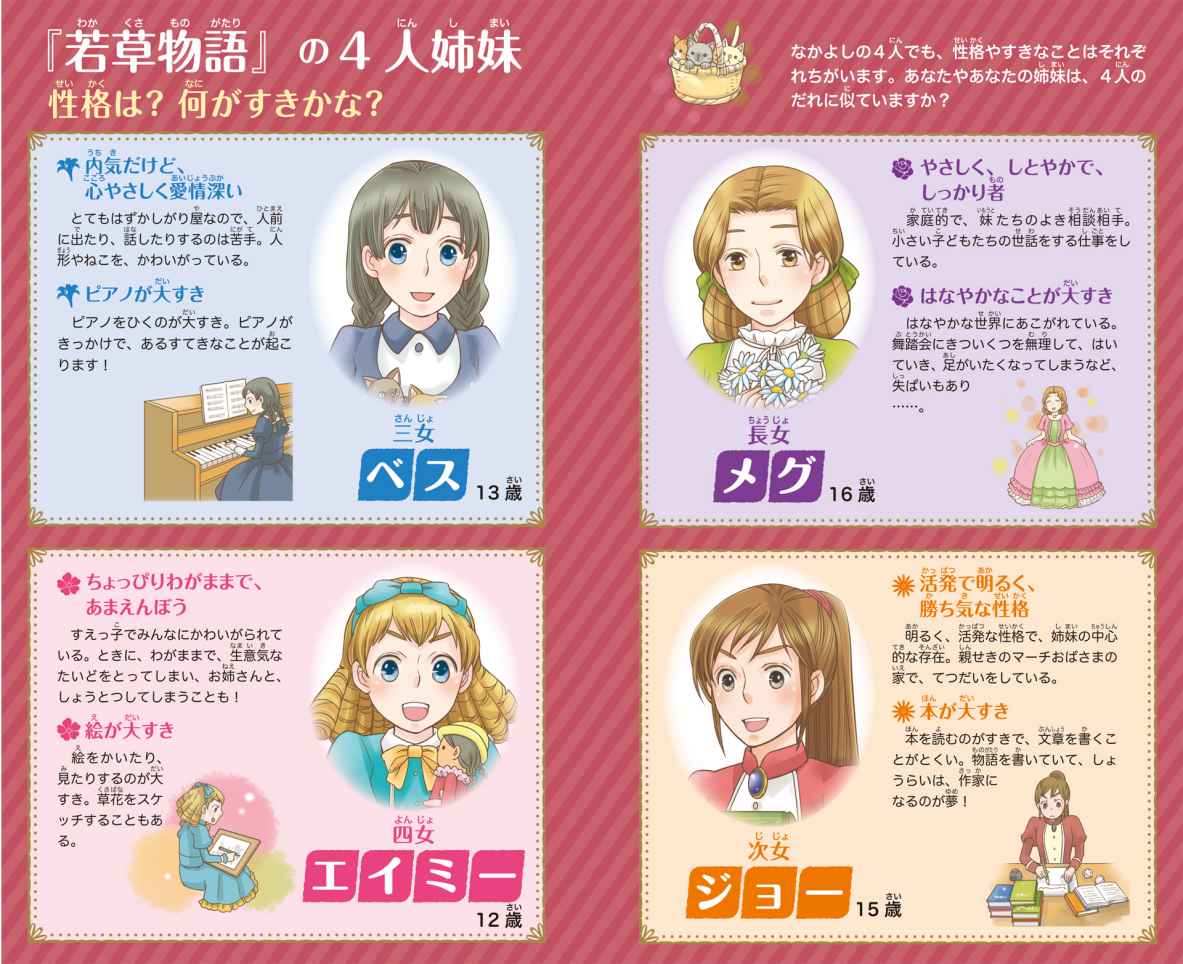 『若草物語』の４人姉妹
性格は？ 何がすきかな？
なかよしの４人でも、性格やすきなことはそれぞ
れちがいます。あなたやあなたの姉妹は、４人の
だれに似ていますか？
やさしく、しとやかで、
しっかり者
家庭的で、妹たちのよき相談相手。
小さい子どもたちの世話をする仕事をし
ている。
はなやかなことが大すき
はなやかな世界にあこがれている。
舞踏会にきついくつを無理して、はい
ていき、足がいたくなってしまうなど、
失ぱいもあり
……。
長女
メグ
16歳
内気だけど、
心やさしく愛情深い
とてもはずかしがり屋なので、人前
に出たり、話したりするのは苦手。人
形やねこを、かわいがっている。
ピアノが大すき
ピアノをひくのが大すき。ピアノが
きっかけで、あるすてきなことが起こ
ります！
三女
ベス
13歳
活発で明るく、
勝ち気な性格
明るく、活発な性格で、姉妹の中心
的な存在。親せきのマーチおばさまの
家で、てつだいをしている。
本が大すき
本を読むのがすきで、文章を書くこ
とがとくい。物語を書いていて、しょ
うらいは、作家に
なるのが夢！
次女
ジョー
15歳
ちょっぴりわがままで、
あまえんぼう
すえっ子でみんなにかわいがられて
いる。ときに、わがままで、生意気な
たいどをとってしまい、お姉さんと、
しょうとつしてしまうことも！
絵が大すき
絵をかいたり、
見たりするのが大
すき。草花をスケ
ッチすることもあ
る。
四女
エイミー
12歳